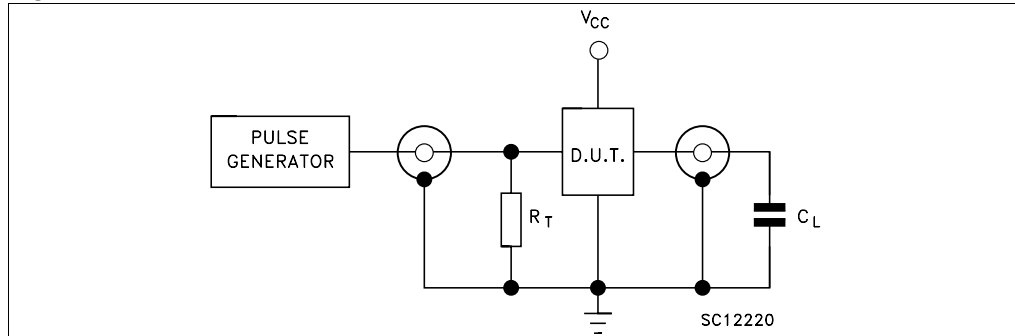 VCC
PULSE
GENERATOR
D.U.T.
RT
CL
SC12220